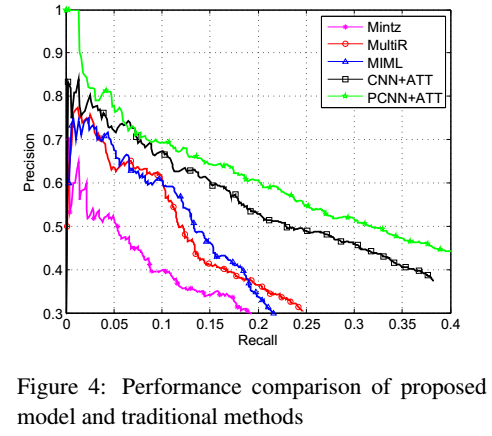 1
0.9
0.8
0.7
0.6
0.5
0.4
0.3
Precision
0
0.05
0.1
0.15
0.2
0.25
0.3
0.35
0.4
Recall
Mintz
MultiR
MIML
CNN+ATT
PCNN+ATT
Figure 4: Performance comparison of proposed
model and traditional methods